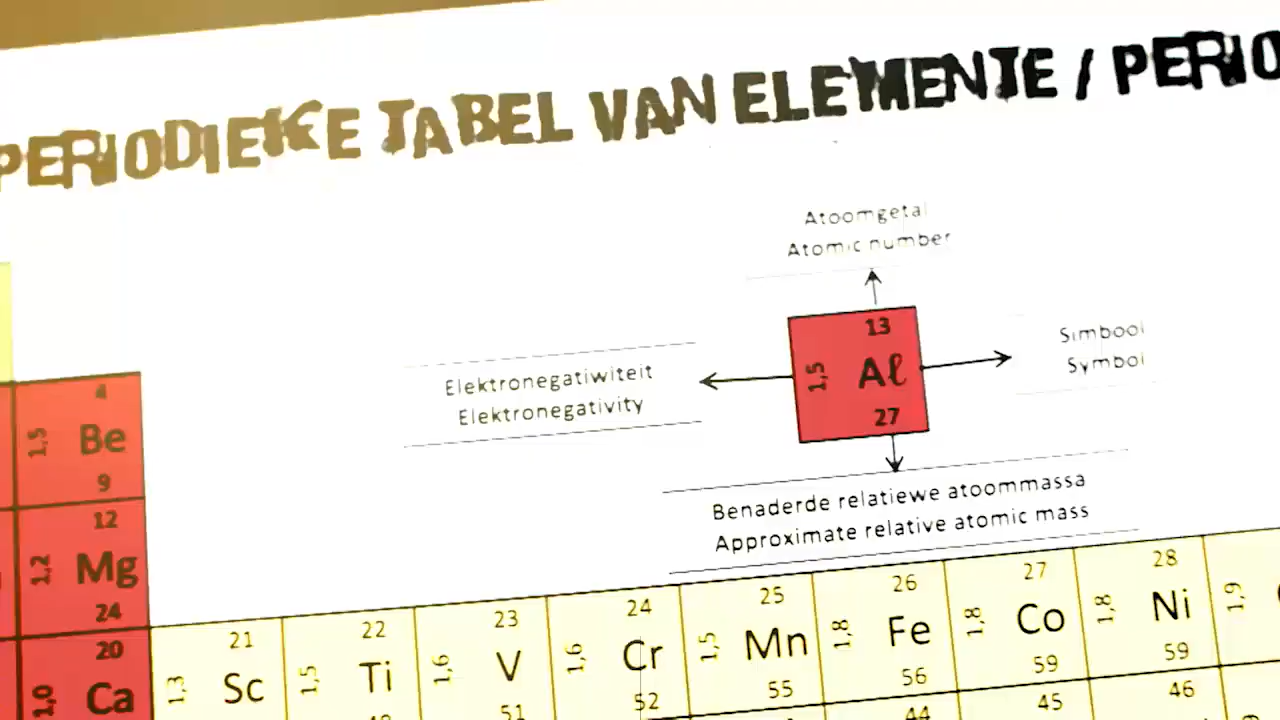 PERIODIEKE TABEL VAN ELEMENTE / PERIO
Atoomgetal
Atomic number
13
1,5 Aℓ
27
Simbool
Symbol
Elektronegatiwiteit
Elektronegativity
Benaderde relatiewe atoommassa
Approximate relative atomic mass
4
1,5 Be
9
12
1,2 Mg
24
20
1,0 Ca
21 22 23 24 25 26 27 28
1,3 Sc 1,5 Ti 1,6 V 1,6 Cr 1,5 Mn 1,8 Fe 1,8 Co 1,8 Ni 1,9
51 52 55 56 59 59
44 45 46